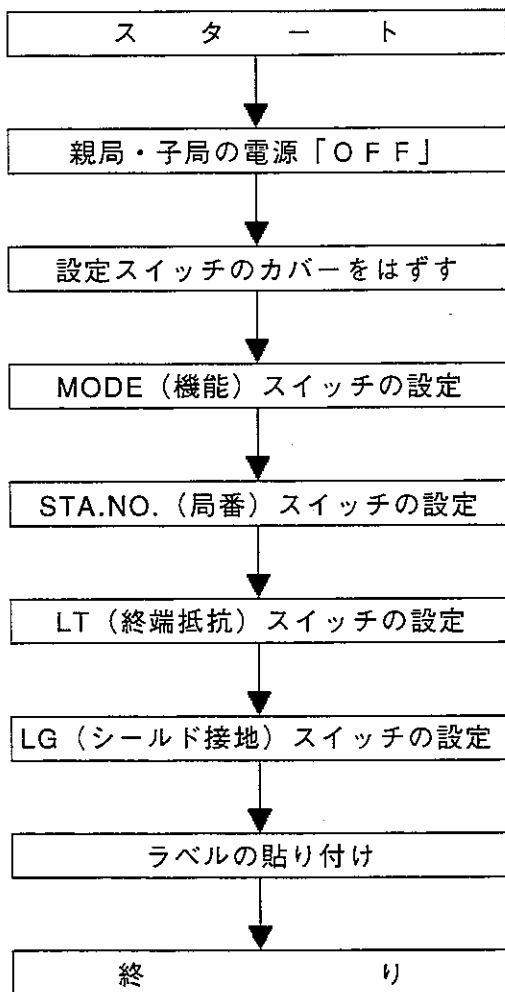 スタート
親局・子局の電源「OFF」
設定スイッチのカバーをはずす
MODE（機能）スイッチの設定
STA.NO.（局番）スイッチの設定
LT（終端抵抗）スイッチの設定
LG（シールド接地）スイッチの設定
ラベルの貼り付け
終り